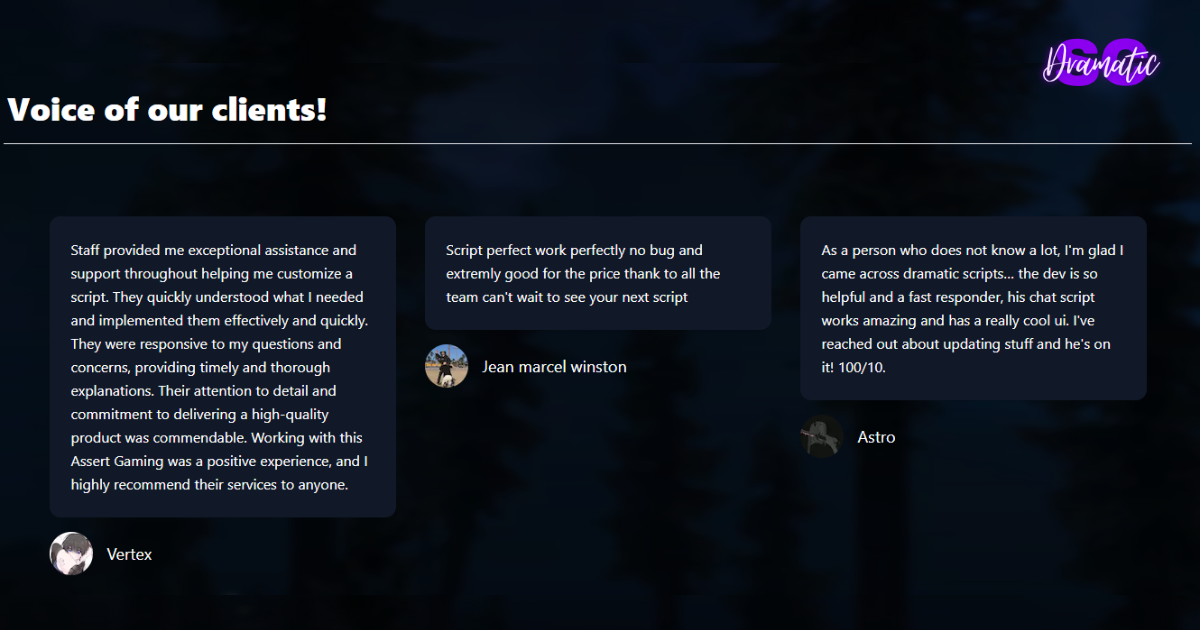 SC
Dramatic
Voice of our clients!
Staff provided me exceptional assistance and
support throughout helping me customize a
script. They quickly understood what I needed
and implemented them effectively and quickly.
They were responsive to my questions and
concerns, providing timely and thorough
explanations. Their attention to detail and
commitment to delivering a high-quality
product was commendable. Working with this
Assert Gaming was a positive experience, and I
highly recommend their services to anyone.
Vertex
Script perfect work perfectly no bug and
extremly good for the price thank to all the
team can't wait to see your next script
Jean marcel winston
As a person who does not know a lot, I'm glad I
came across dramatic scripts... the dev is so
helpful and a fast responder, his chat script
works amazing and has a really cool ui. I've
reached out about updating stuff and he's on
it! 100/10.
Astro